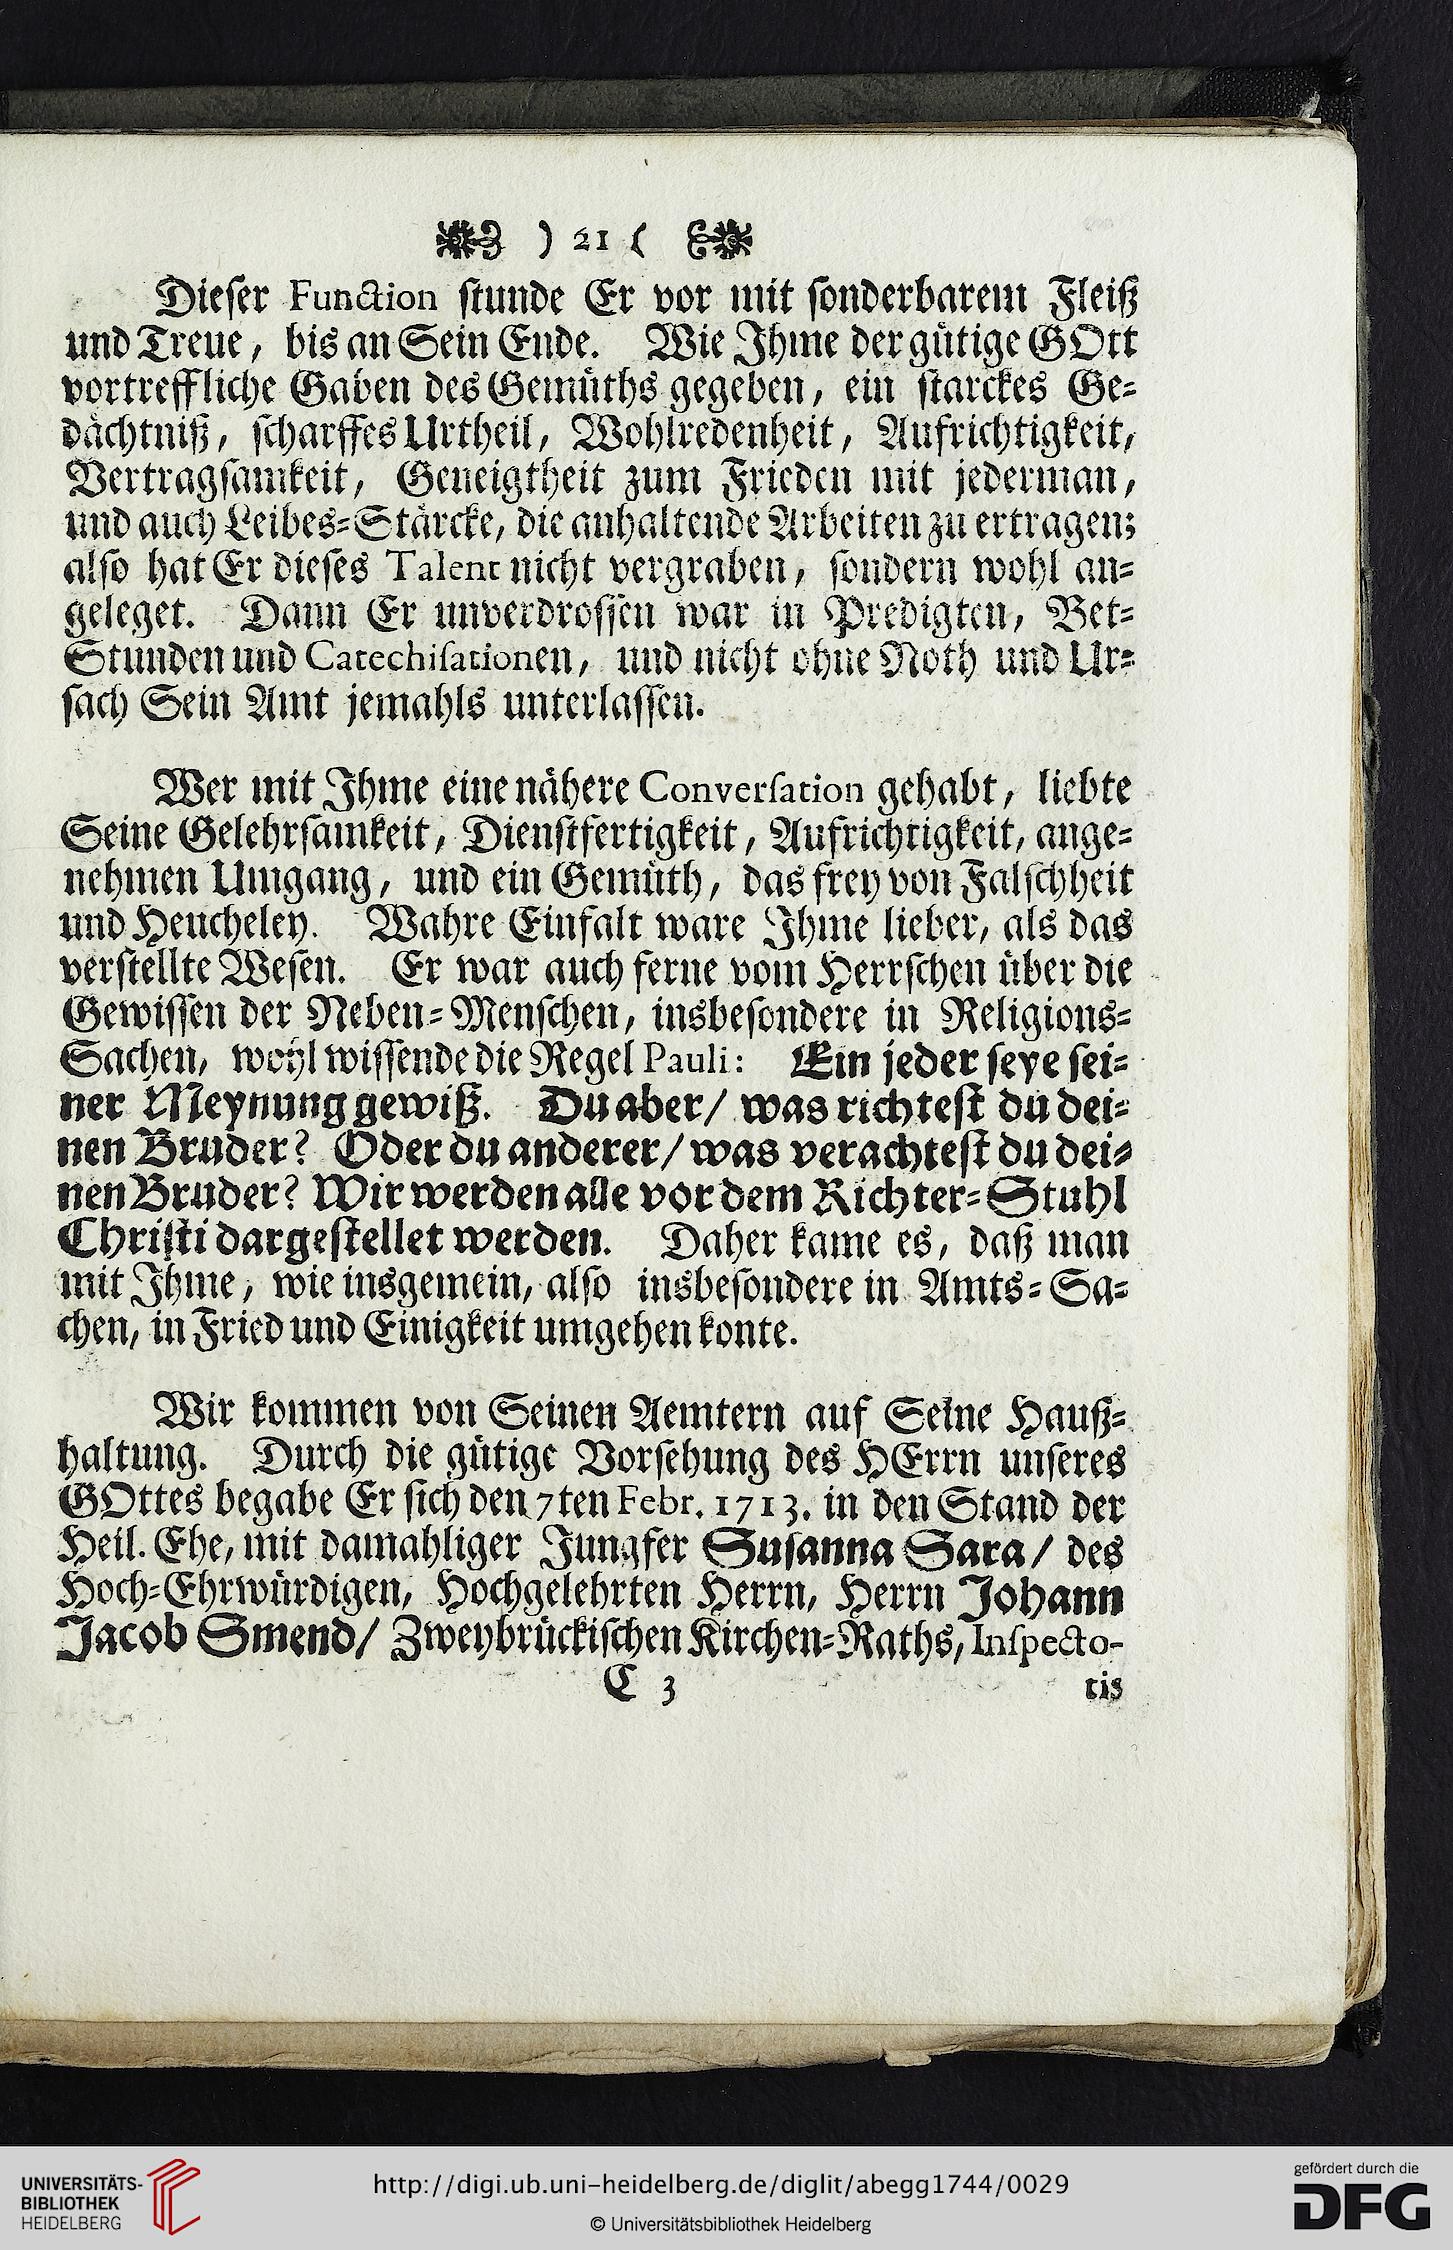 ) 21 (
Dieſer Function ſtunde Er vor mit ſonderbarem Fleiß
und Treue, bis an Sein Ende. Wie Ihme der gütige GOtt
vortreffliche Gaben des Gemüths gegeben, ein ſtarckes Ge-
dächtniß, ſcharffes Urtheil, Wohlredenheit, Aufrichtigkeit,
Vertragſamkeit, Geneigtheit zum Frieden mit jederman,
und auch Leibes-Stärcke, die anhaltende Arbeiten zu ertragen;
alſo hat Er dieſes Talent nicht vergraben, ſondern wohl an-
geleget. Dann Er unverdroſſen war in Predigten, Bet-
Stunden und Catechiſationen, und nicht ohne Noth und Ur-
ſach Sein Amt jemahls unterlaſſen.
Wer mit Ihme eine nähere Converſation gehabt, liebte
Seine Gelehrſamkeit, Dienſtfertigkeit, Aufrichtigkeit, ange-
nehmen Umgang, und ein Gemüth, das frey von Falſchheit
und Heucheley. Wahre Einfalt ware Ihme lieber, als das
verſtellte Weſen. Er war auch ferne vom Herrſchen über die
Gewiſſen der Neben-Menſchen, insbeſondere in Religions-
Sachen, wohl wiſſende die Regel Pauli: Ein jeder ſeye ſei-
ner Meynung gewiß. Du aber/ was richteſt du dei-
nen Bruder? Oder du anderer/ was verachteſt du dei-
nen Bruder? Wir werden alle vor dem Richter-Stuhl
Chriſti dargeſtellet werden. Daher kame es, daß man
mit Ihme, wie insgemein, alſo insbeſondere in Amts-Sa-
chen, in Fried und Einigkeit umgehen konte.
Wir kommen von Seinen Aemtern auf Seine Hauß-
haltung. Durch die gütige Vorſehung des HErrn unſeres
GOttes begabe Er ſich den 7ten Febr. 1713. in den Stand der
Heil. Ehe, mit damahliger Jungfer Suſanna Sara/ des
Hoch-Ehrwürdigen, Hochgelehrten Herrn, Herrn Johann
Jacob Smend/ Zweybrückiſchen Kirchen-Raths, Inſpecto-
C 3 ris
UNIVERSITÄTS-
BIBLIOTHEK
HEIDELBERG
http://digi.ub.uni-heidelberg.de/diglit/abegg1744/0029
© Universitätsbibliothek Heidelberg
gefördert durch die
DFG